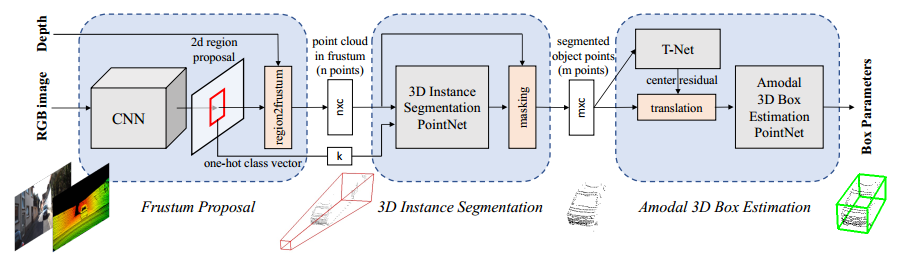 Depth
RGB image
2d region
proposal
CNN
region2frustum
one-hot class vector
Frustum Proposal
point cloud
in frustum
(n points)
nxc
k
3D Instance
Segmentation
PointNet
masking
3D Instance Segmentation
segmented
object points
(m points)
mxc
T-Net
center residual
translation
Amodal
3D Box
Estimation
PointNet
Amodal 3D Box Estimation
Box Parameters